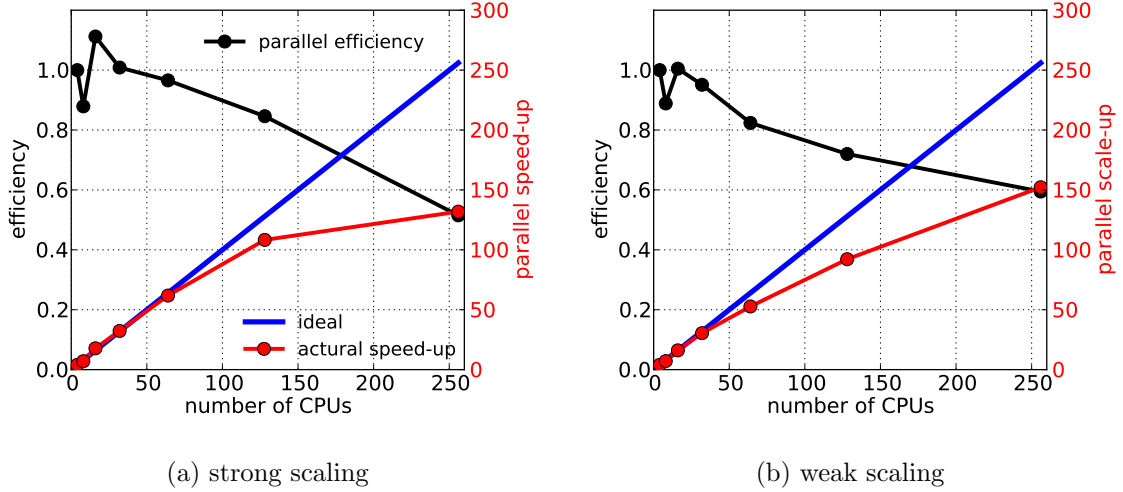 300
250
200
150
100
50
0
parallel speed-up
1.0
0.8
0.6
0.4
0.2
0.0
efficiency
parallel efficiency
ideal
actural speed-up
0 50 100 150 200 250
number of CPUs
(a) strong scaling
300
250
200
150
100
50
0
parallel scale-up
1.0
0.8
0.6
0.4
0.2
0.0
efficiency
0 50 100 150 200 250
number of CPUs
(b) weak scaling